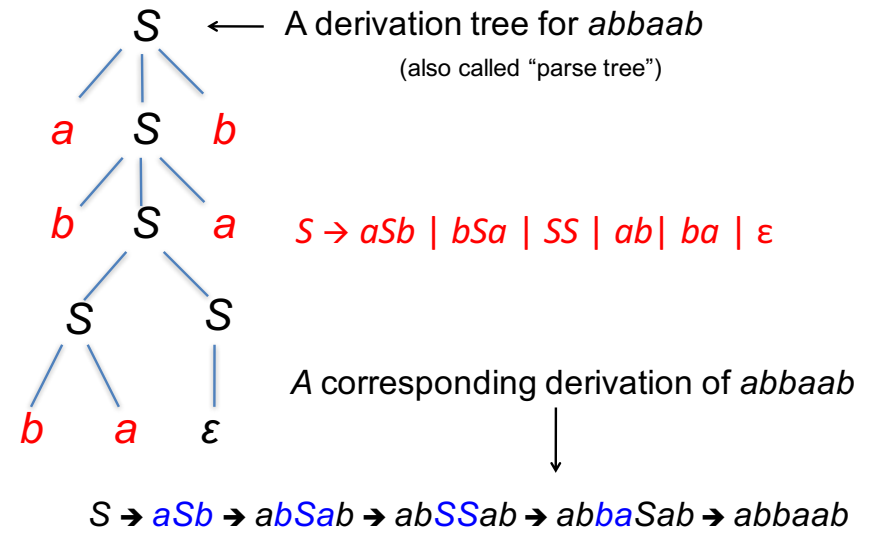 S ← A derivation tree for abbaab
(also called “parse tree”)
a S b
b S a
S → aSb | bSa | SS | ab| ba | ε
S S
A corresponding derivation of abbaab
b a ε
S → aSb → abSab → abSSab → abbaSab → abbaab